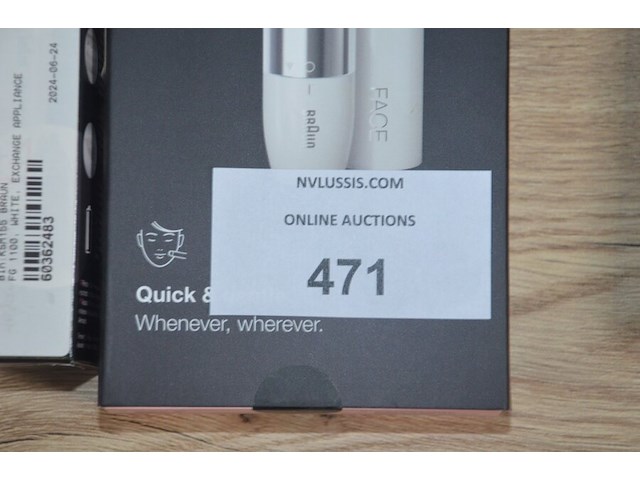 BRAUN
FACE
NVLUSSIS.COM
ONLINE AUCTIONS
471
Quick &
Whenever, wherever.
2024-06-24
FG 1100, WHITE, EXCHANGE APPLIANCE
60362483